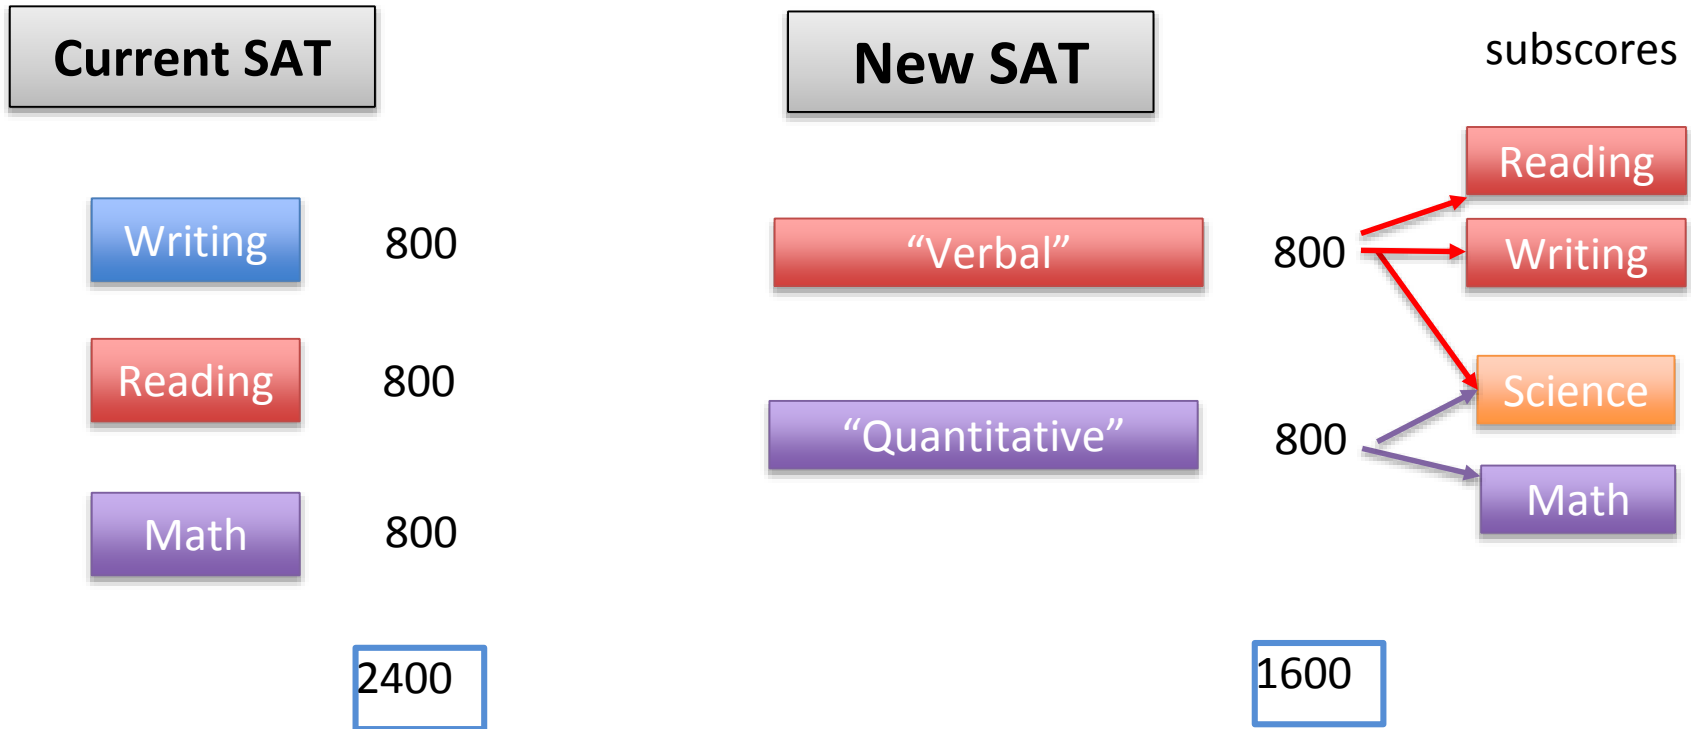 Current SAT
Writing 800
Reading 800
Math 800
2400
New SAT
subscores
“Verbal” 800
“Quantitative” 800
Reading
Writing
Science
Math
1600